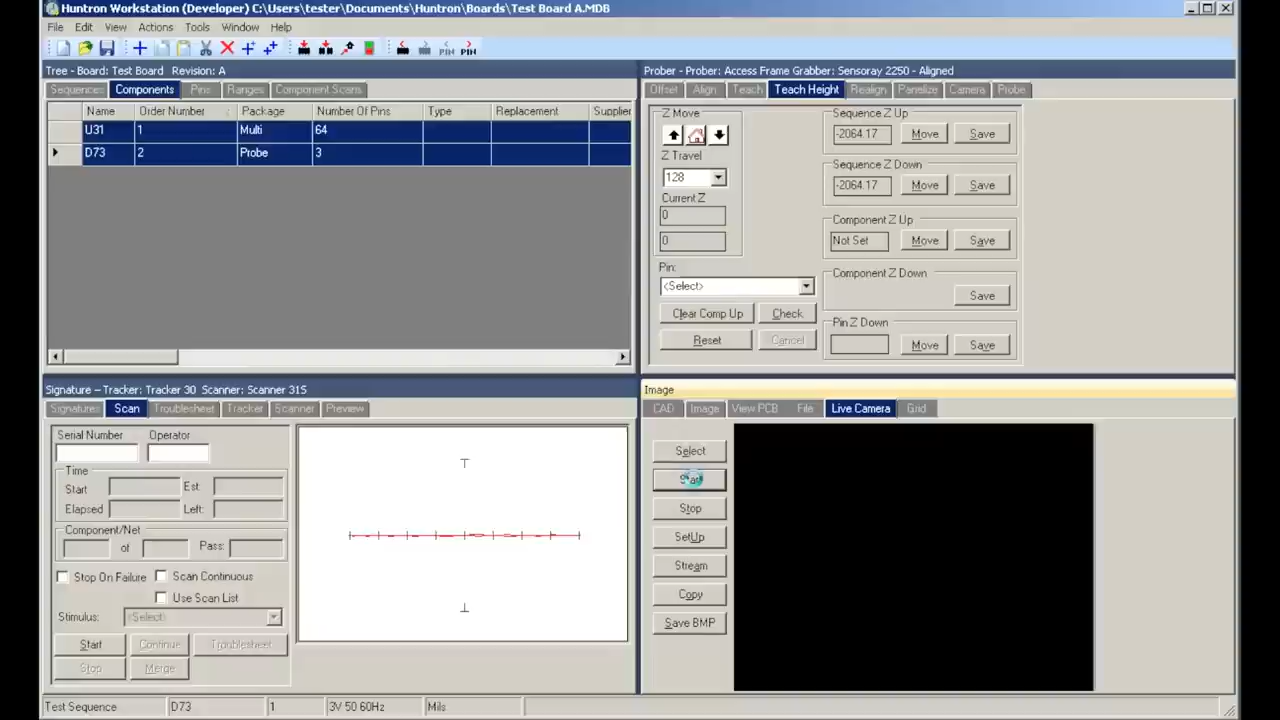 Huntron Workstation (Developer) C:\Users\tester\Documents\Huntron\Boards\Test Board A.MDB
File Edit View Actions Tools Window Help
PIN PIN
Tree - Board: Test Board Revision: A
Sequences Components Pins Ranges Component Scans
Name Order Number Package Number Of Pins Type Replacement Supplier
U31 1 Multi 64
D73 2 Probe 3
Prober - Prober: Access Frame Grabber: Sensoray 2250 - Aligned
Offset Align Teach Teach Height Realign Panelize Camera Probe
Z Move
Z Travel
128
Current Z
0
0
Pin:
<Select>
Clear Comp Up Check
Reset Cancel
Sequence Z Up
-2064.17 Move Save
Sequence Z Down
-2064.17 Move Save
Component Z Up
Not Set Move Save
Component Z Down
Save
Pin Z Down
Move Save
Signature – Tracker: Tracker 30 Scanner: Scanner 31S
Signatures Scan Troublesheet Tracker Scanner Preview
Serial Number Operator
Time
Start Est:
Elapsed Left:
Component/Net
of Pass:
Stop On Failure Scan Continuous
Use Scan List
Stimulus: <Select>
Start Continue Troublesheet
Stop Merge
Image
CAD Image View PCB File Live Camera Grid
Select
Start
Stop
SetUp
Stream
Copy
Save BMP
Test Sequence D73 1 3V 50 60Hz Mils